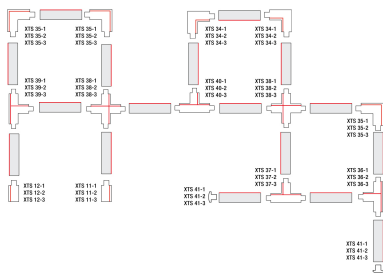 XTS 35-1
XTS 35-2
XTS 35-3
XTS 35-1
XTS 35-2
XTS 35-3
XTS 34-1
XTS 34-2
XTS 34-3
XTS 34-1
XTS 34-2
XTS 34-3
XTS 39-1
XTS 39-2
XTS 39-3
XTS 38-1
XTS 38-2
XTS 38-3
XTS 40-1
XTS 40-2
XTS 40-3
XTS 38-1
XTS 38-2
XTS 38-3
XTS 35-1
XTS 35-2
XTS 35-3
XTS 12-1
XTS 12-2
XTS 12-3
XTS 11-1
XTS 11-2
XTS 11-3
XTS 41-1
XTS 41-2
XTS 41-3
XTS 37-1
XTS 37-2
XTS 37-3
XTS 36-1
XTS 36-2
XTS 36-3
XTS 41-1
XTS 41-2
XTS 41-3